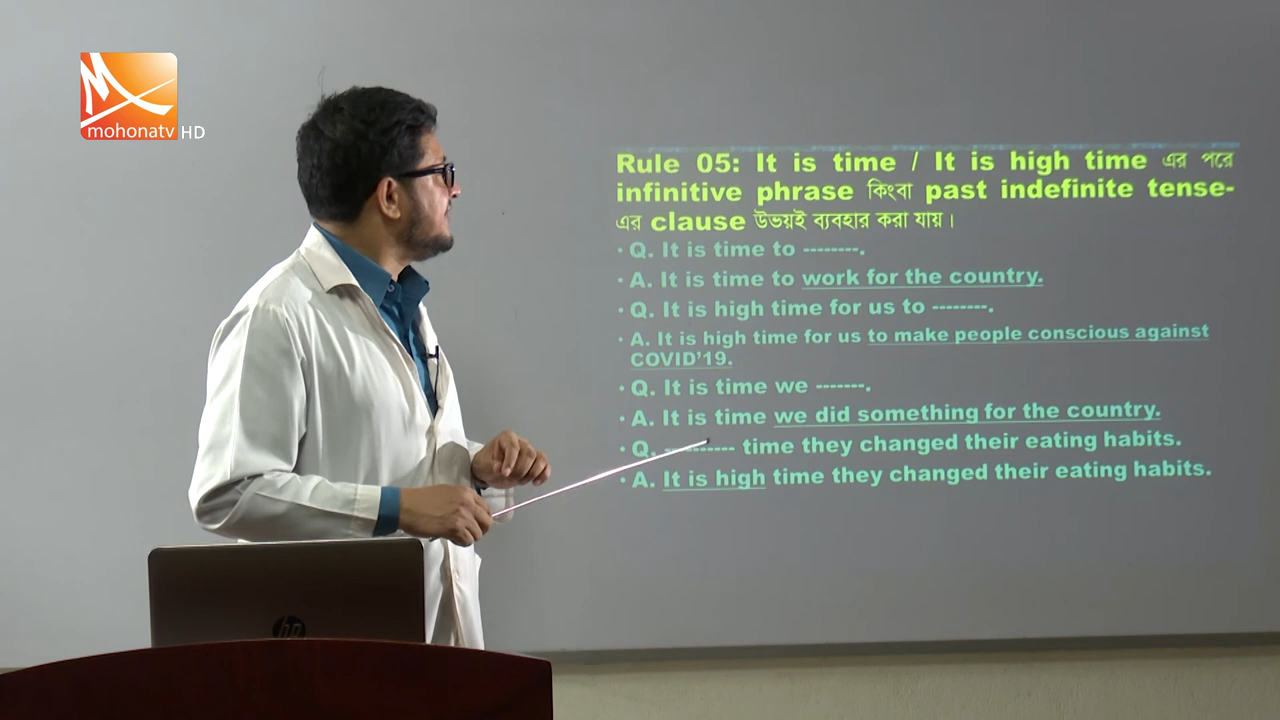 mohonatv HD
Rule 05: It is time / It is high time এর পরে
infinitive phrase কিংবা past indefinite tense-
এর clause উভয়ই ব্যবহার করা যায়।
• Q. It is time to --------.
• A. It is time to work for the country.
• Q. It is high time for us to --------.
• A. It is high time for us to make people conscious against
COVID'19.
• Q. It is time we -------.
• A. It is time we did something for the country.
• Q. ---------- time they changed their eating habits.
• A. It is high time they changed their eating habits.
hp